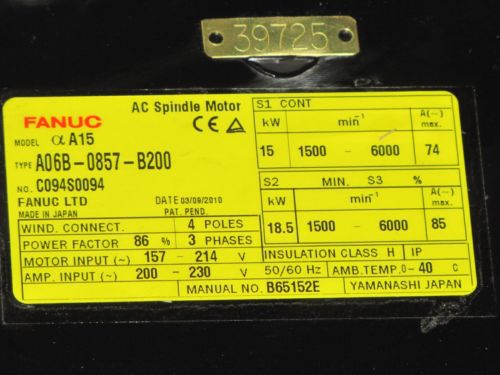 39725
FANUC AC Spindle Motor
MODEL α A15
TYPE A06B-0857-B200
NO. C094S0094
FANUC LTD DATE 03/09/2010
MADE IN JAPAN PAT. PEND.
WIND. CONNECT. 4 POLES
POWER FACTOR 86 % 3 PHASES
MOTOR INPUT (~) 157 - 214 V
AMP. INPUT (~) 200 - 230 V
S1 CONT
kW min⁻¹ A(~) max.
15 1500 - 6000 74
S2 MIN. S3 %
kW min⁻¹ A(~) max.
18.5 1500 - 6000 85
INSULATION CLASS H IP
50/60 Hz AMB.TEMP. 0-40 C
MANUAL NO. B65152E YAMANASHI JAPAN